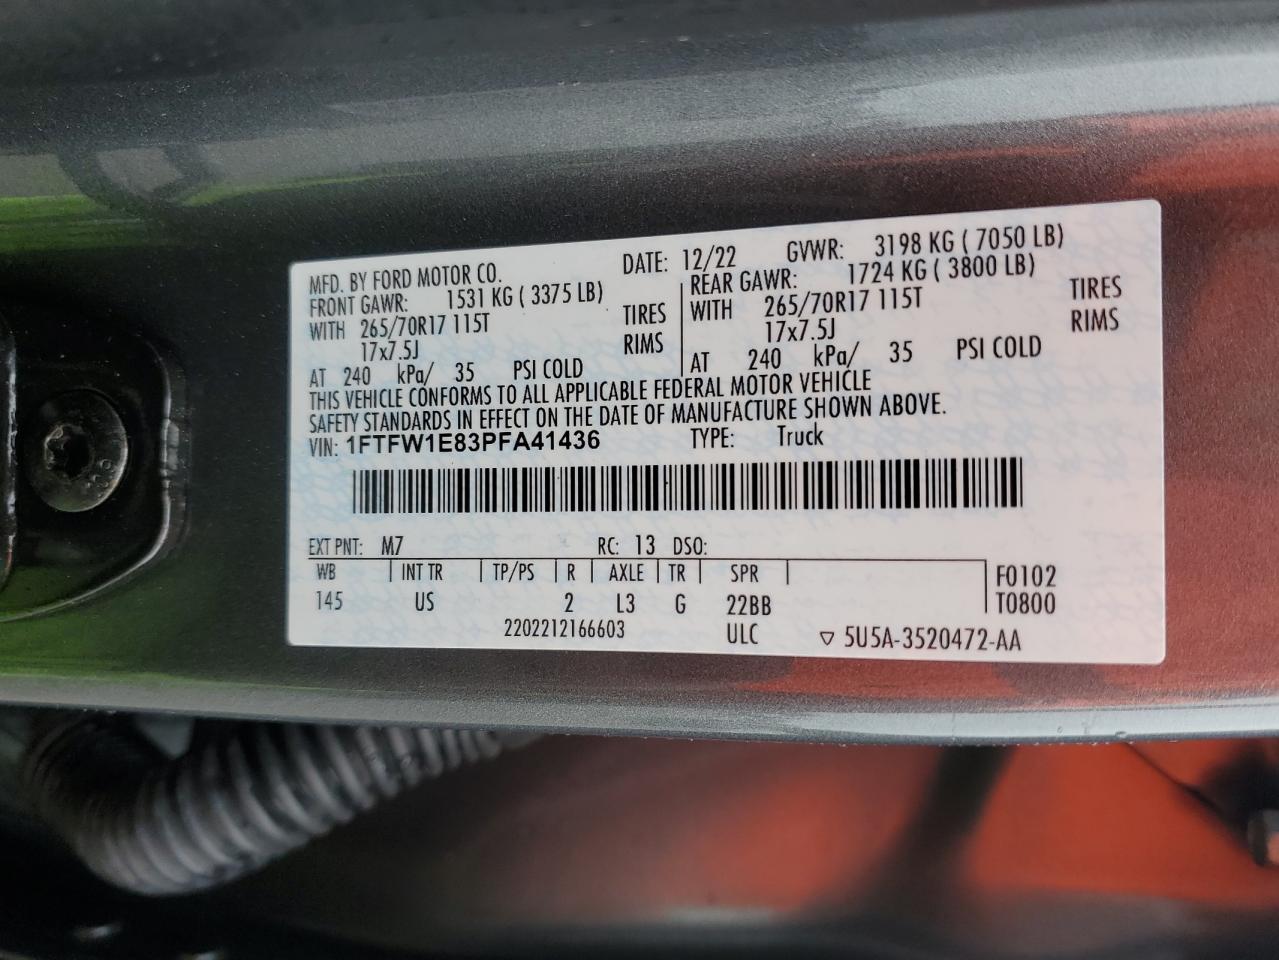 MFD. BY FORD MOTOR CO. DATE: 12/22 GVWR: 3198 KG ( 7050 LB)
FRONT GAWR: 1531 KG ( 3375 LB) REAR GAWR: 1724 KG ( 3800 LB)
WITH 265/70R17 115T TIRES WITH 265/70R17 115T TIRES
17x7.5J RIMS 17x7.5J RIMS
AT 240 kPa/ 35 PSI COLD AT 240 kPa/ 35 PSI COLD
THIS VEHICLE CONFORMS TO ALL APPLICABLE FEDERAL MOTOR VEHICLE
SAFETY STANDARDS IN EFFECT ON THE DATE OF MANUFACTURE SHOWN ABOVE.
VIN: 1FTFW1E83PFA41436 TYPE: Truck
EXT PNT: M7 RC: 13 DSO:
WB INT TR TP/PS R AXLE TR SPR F0102
145 US 2 L3 G 22BB T0800
2202212166603 ULC ▽ 5U5A-3520472-AA